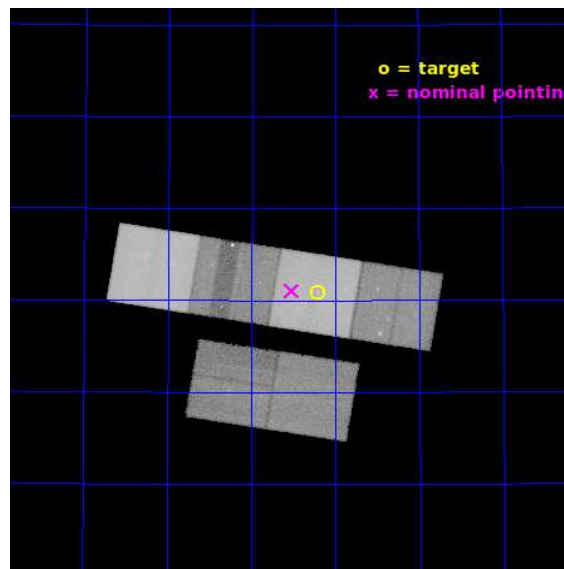 o = target
x = nominal pointin